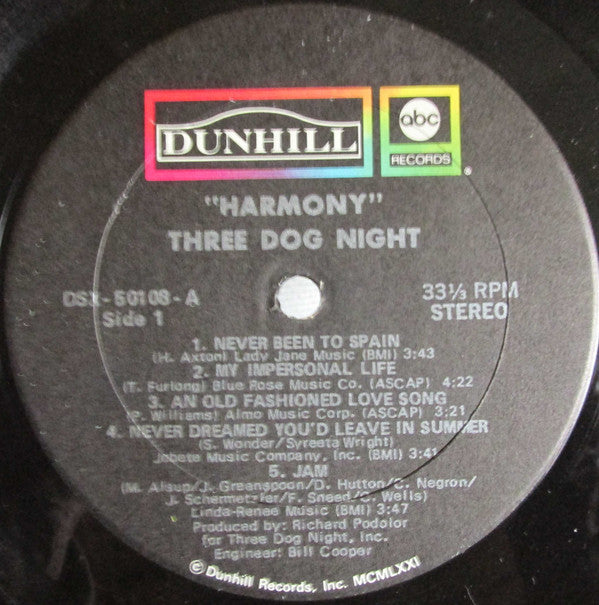 DUNHILL
abc
RECORDS
®
"HARMONY"
THREE DOG NIGHT
DSX-50108-A
Side 1
33⅓ RPM
STEREO
1. NEVER BEEN TO SPAIN
(H. Axton) Lady Jane Music (BMI) 3:43
2. MY IMPERSONAL LIFE
(T. Furlong) Blue Rose Music Co. (ASCAP) 4:22
3. AN OLD FASHIONED LOVE SONG
(P. Williams) Almo Music Corp. (ASCAP) 3:21
4. NEVER DREAMED YOU'D LEAVE IN SUMMER
(S. Wonder/Syreeta Wright)
Jobete Music Company, Inc. (BMI) 3:41
5. JAM
(M. Alsup/J. Greenspoon/D. Hutton/C. Negron/
J. Schermetzler/F. Sneed/C. Wells)
Linda-Renee Music (BMI) 3:47
Produced by: Richard Podolor
for Three Dog Night, Inc.
Engineer: Bill Cooper
© Dunhill Records, Inc. MCMLXXI